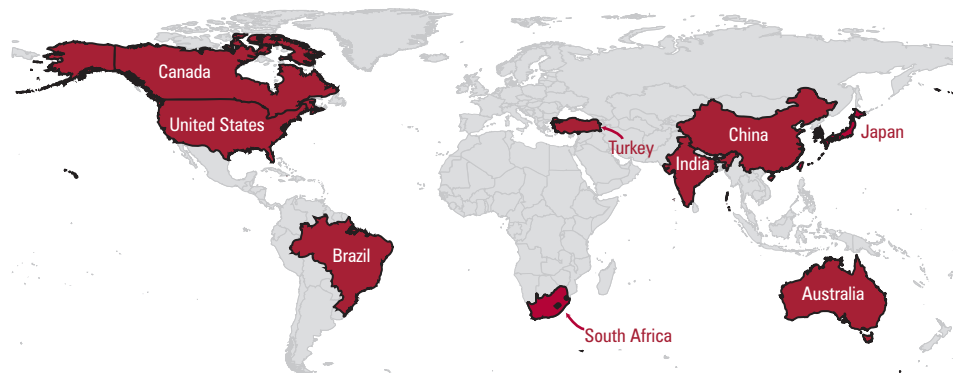 Canada
United States
Turkey
China
Japan
India
Brazil
Australia
South Africa